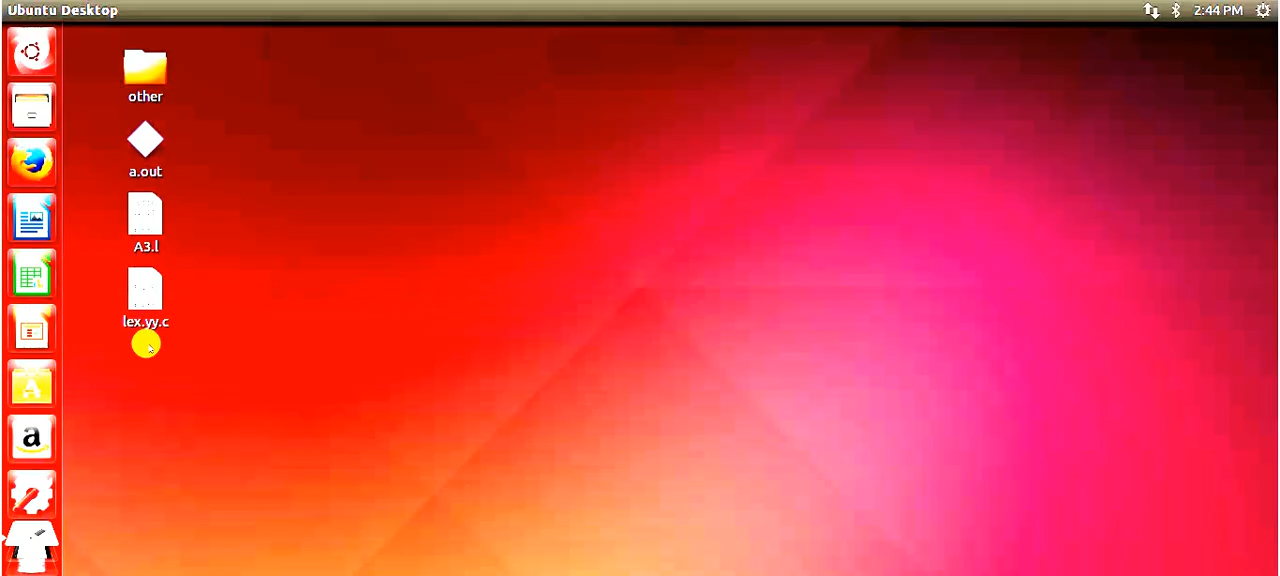 Ubuntu Desktop
2:44 PM
other
a.out
A3.l
lex.yy.c